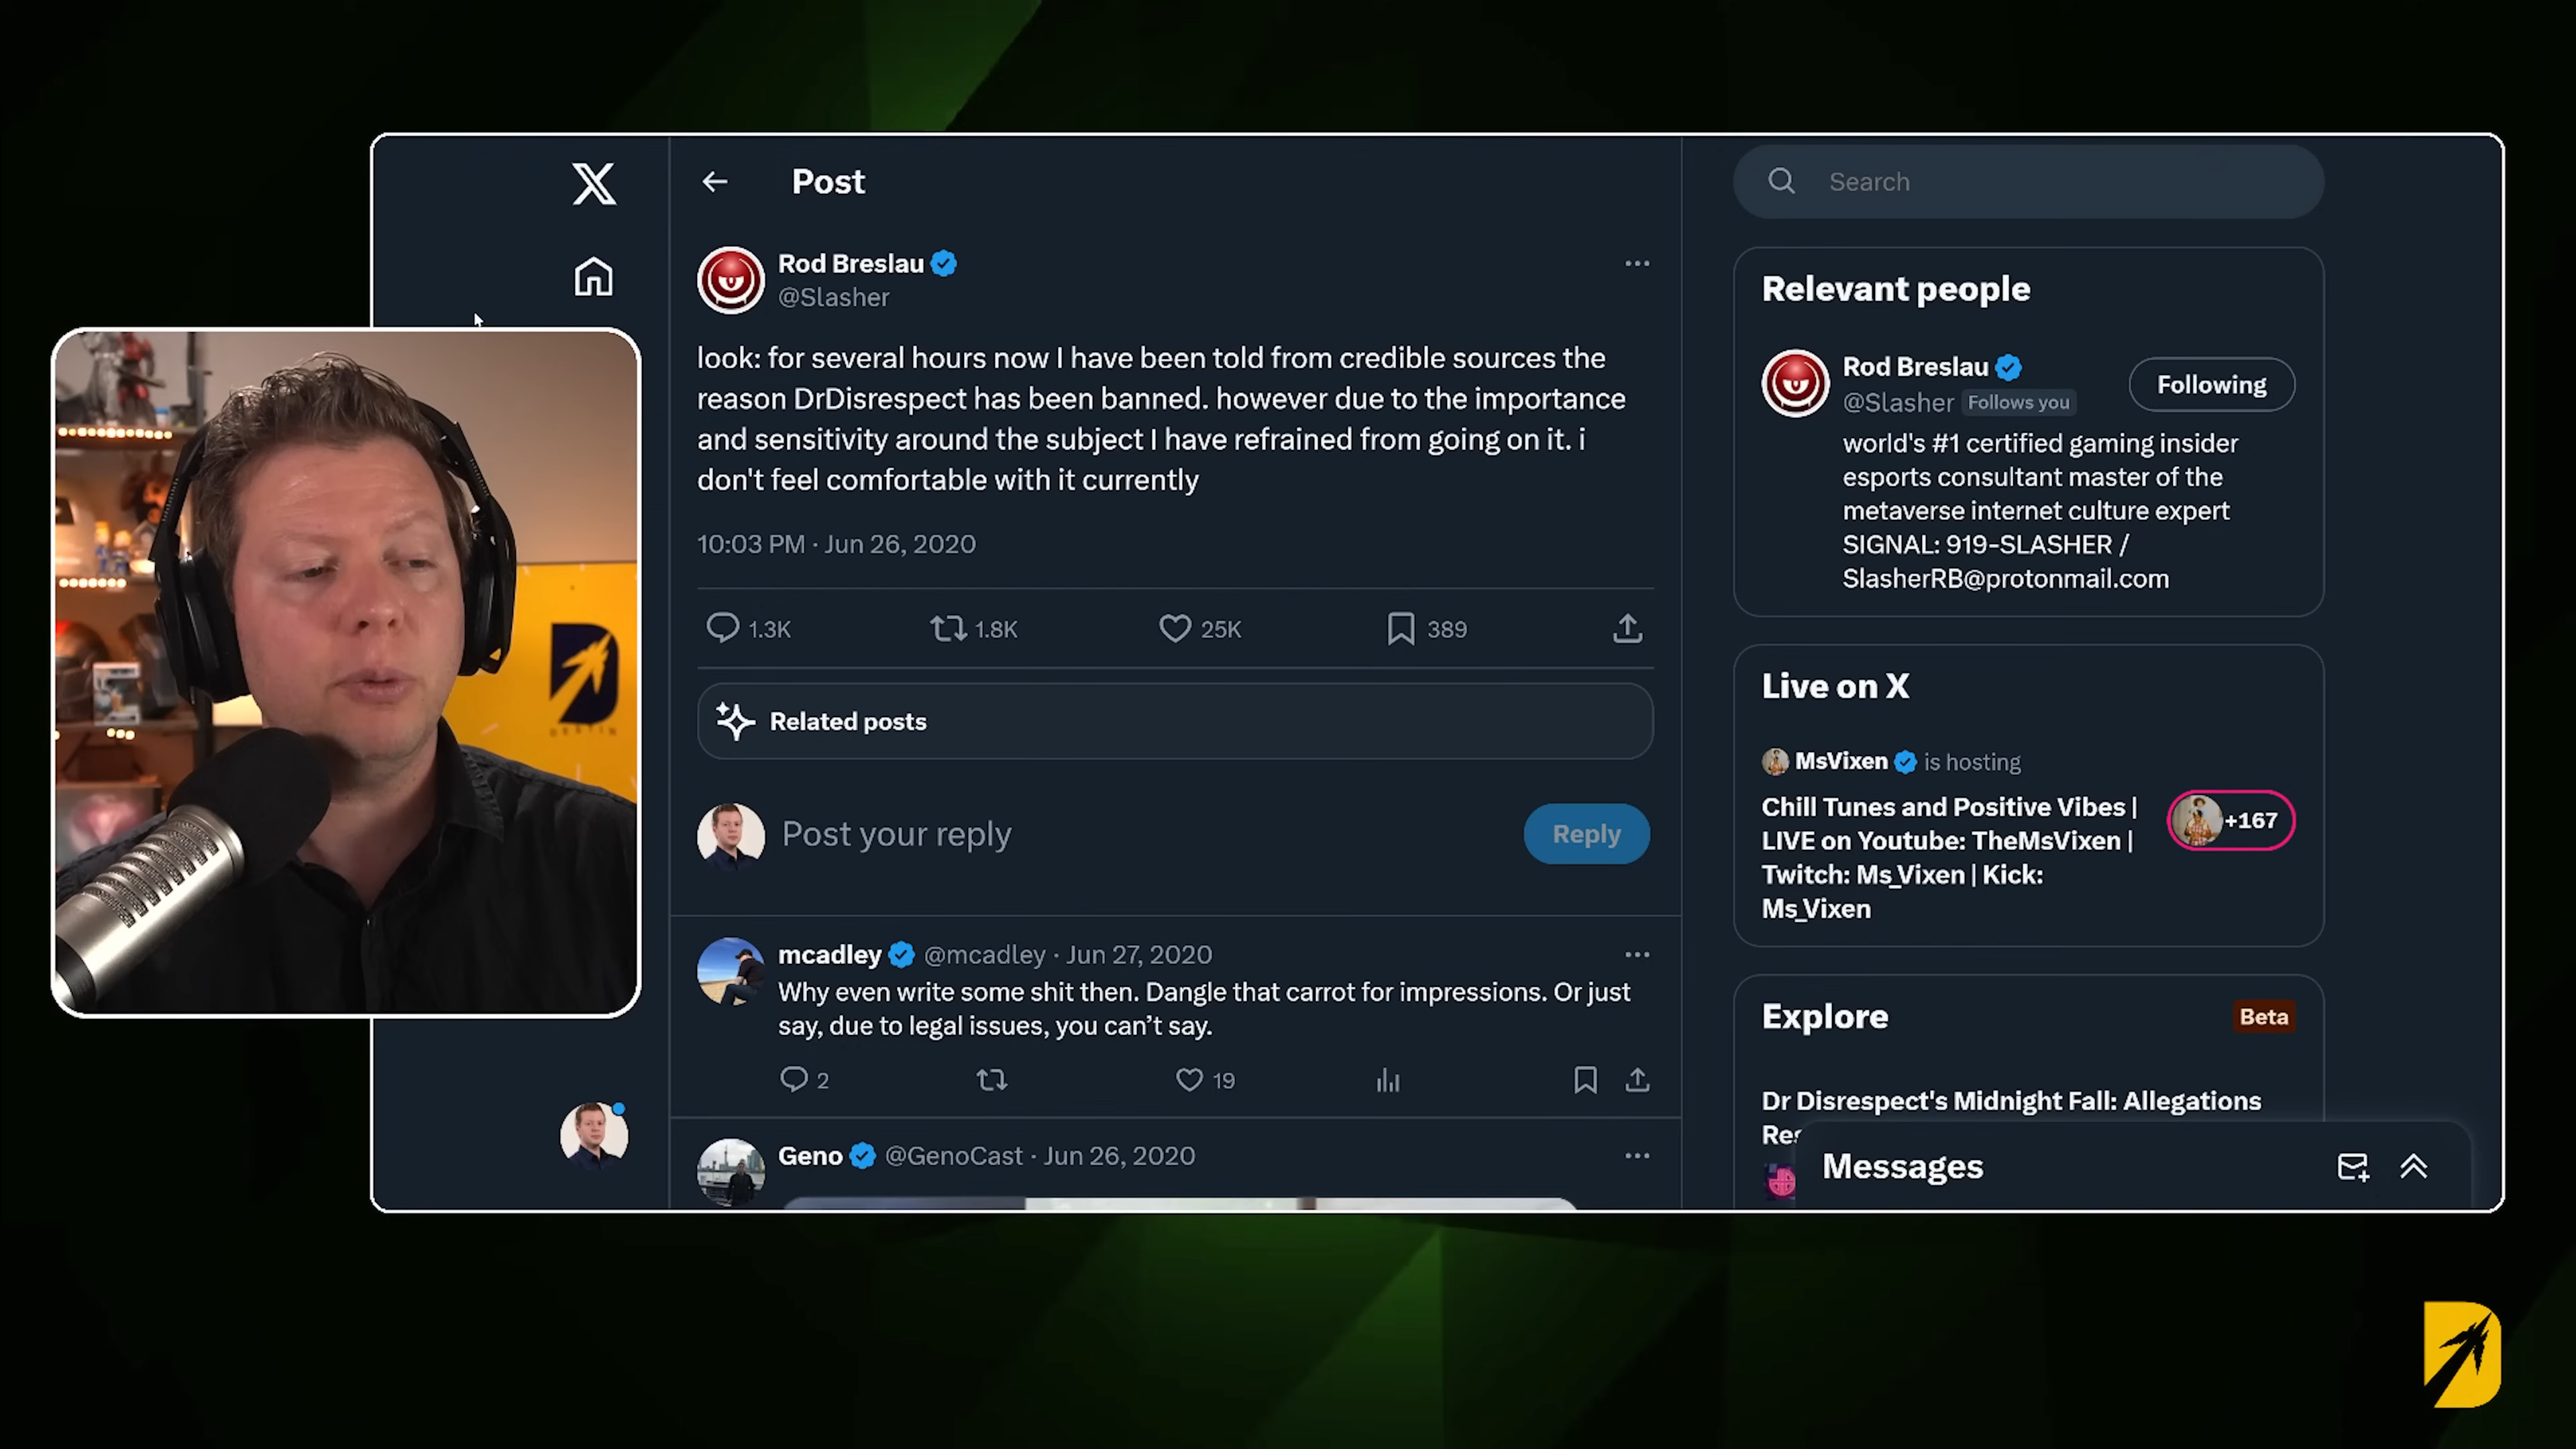 Post
Rod Breslau
@Slasher
look: for several hours now I have been told from credible sources the
reason DrDisrespect has been banned. however due to the importance
and sensitivity around the subject I have refrained from going on it. i
don't feel comfortable with it currently
10:03 PM · Jun 26, 2020
1.3K
1.8K
25K
389
Related posts
Post your reply
Reply
mcadley @mcadley · Jun 27, 2020
Why even write some shit then. Dangle that carrot for impressions. Or just
say, due to legal issues, you can’t say.
2
19
Geno @GenoCast · Jun 26, 2020
Search
Relevant people
Rod Breslau
@Slasher Follows you
Following
world's #1 certified gaming insider
esports consultant master of the
metaverse internet culture expert
SIGNAL: 919-SLASHER /
SlasherRB@protonmail.com
Live on X
MsVixen is hosting
Chill Tunes and Positive Vibes |
LIVE on Youtube: TheMsVixen |
Twitch: Ms_Vixen | Kick:
Ms_Vixen
+167
Explore
Beta
Dr Disrespect's Midnight Fall: Allegations
Messages
DESTIN